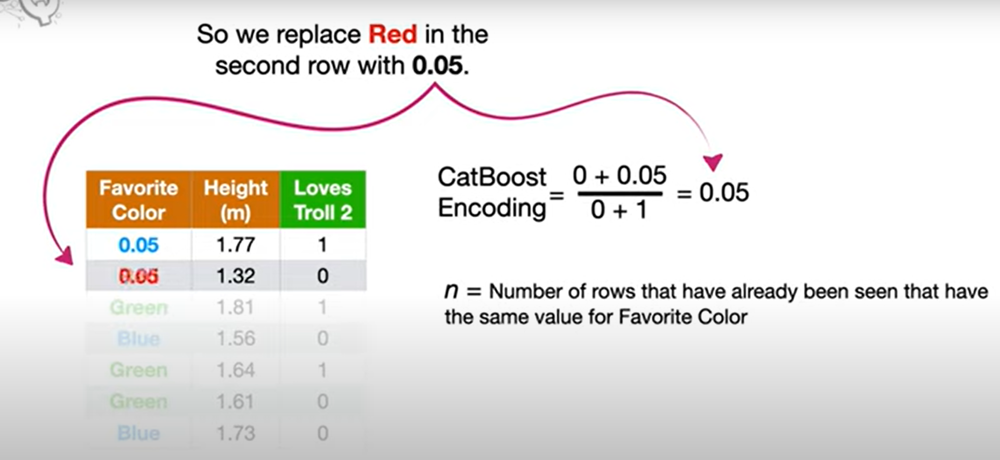 So we replace Red in the
second row with 0.05.
Favorite Color Height (m) Loves Troll 2
0.05 1.77 1
0.05 1.32 0
Green 1.81 1
Blue 1.56 0
Green 1.64 1
Green 1.61 0
Blue 1.73 0
CatBoost Encoding = 0 + 0.05 / 0 + 1 = 0.05
n = Number of rows that have already been seen that have
the same value for Favorite Color